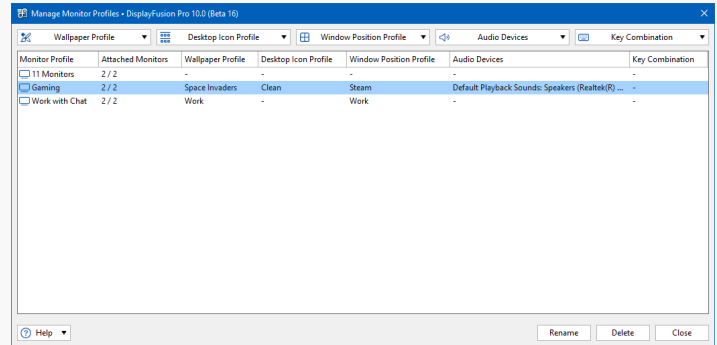 Manage Monitor Profiles • DisplayFusion Pro 10.0 (Beta 16)
Wallpaper Profile Desktop Icon Profile Window Position Profile Audio Devices Key Combination
Monitor Profile Attached Monitors Wallpaper Profile Desktop Icon Profile Window Position Profile Audio Devices Key Combination
11 Monitors 2 / 2 - - - - -
Gaming 2 / 2 Space Invaders Clean Steam Default Playback Sounds: Speakers (Realtek(R) ... -
Work with Chat 2 / 2 Work - Work - -
Help Rename Delete Close